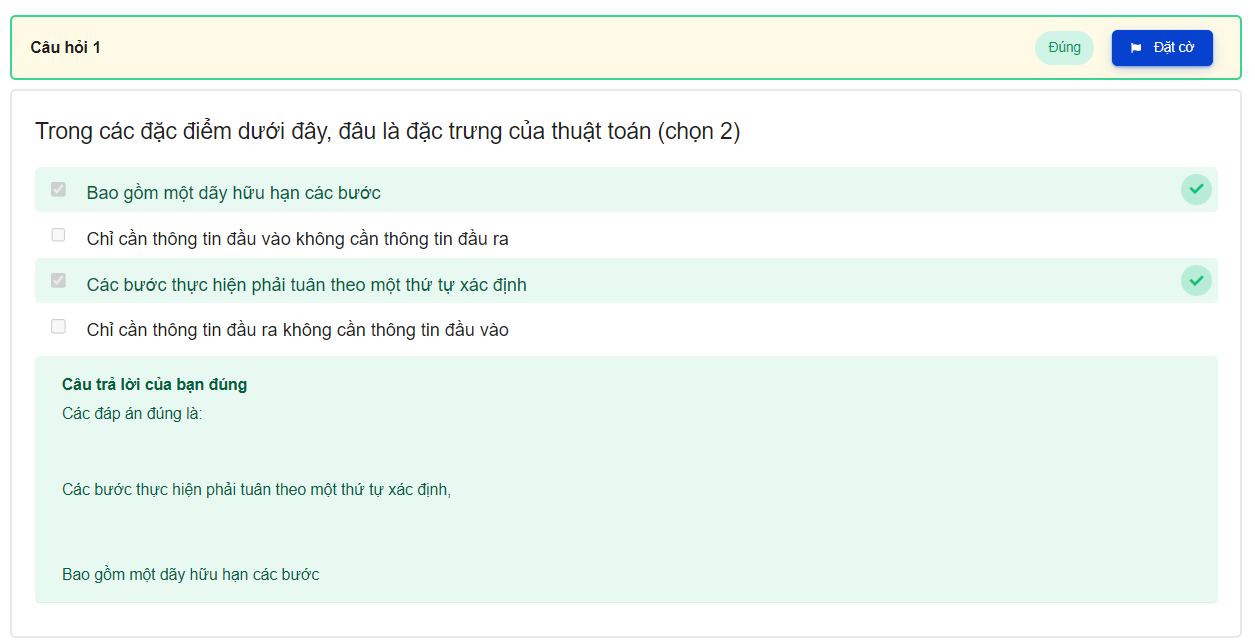 Câu hỏi 1
Đúng
Đặt cờ
Trong các đặc điểm dưới đây, đâu là đặc trưng của thuật toán (chọn 2)
Bao gồm một dãy hữu hạn các bước
Chỉ cần thông tin đầu vào không cần thông tin đầu ra
Các bước thực hiện phải tuân theo một thứ tự xác định
Chỉ cần thông tin đầu ra không cần thông tin đầu vào
Câu trả lời của bạn đúng
Các đáp án đúng là:
Các bước thực hiện phải tuân theo một thứ tự xác định,
Bao gồm một dãy hữu hạn các bước